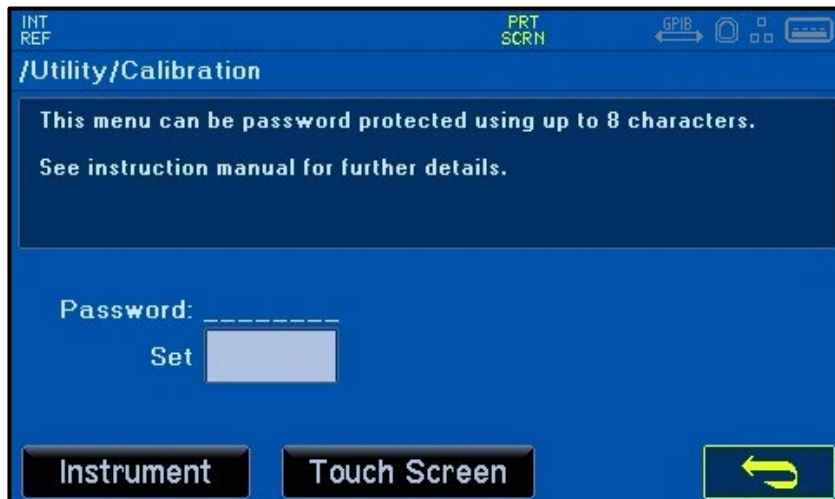 INT
REF
PRT
SCRN
GPIB
/Utility/Calibration
This menu can be password protected using up to 8 characters.
See instruction manual for further details.
Password: ________
Set
Instrument
Touch Screen